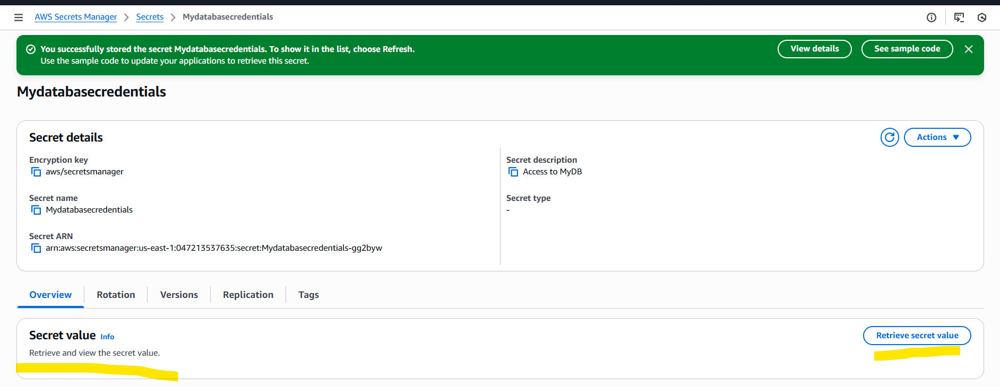 AWS Secrets Manager > Secrets > Mydatabasecredentials
You successfully stored the secret Mydatabasecredentials. To show it in the list, choose Refresh.
Use the sample code to update your applications to retrieve this secret.
View details
See sample code
Mydatabasecredentials
Secret details
Actions
Encryption key
aws/secretsmanager
Secret name
Mydatabasecredentials
Secret ARN
arn:aws:secretsmanager:us-east-1:047213537635:secret:Mydatabasecredentials-gg2byw
Secret description
Access to MyDB
Secret type
-
Overview
Rotation
Versions
Replication
Tags
Secret value Info
Retrieve and view the secret value.
Retrieve secret value